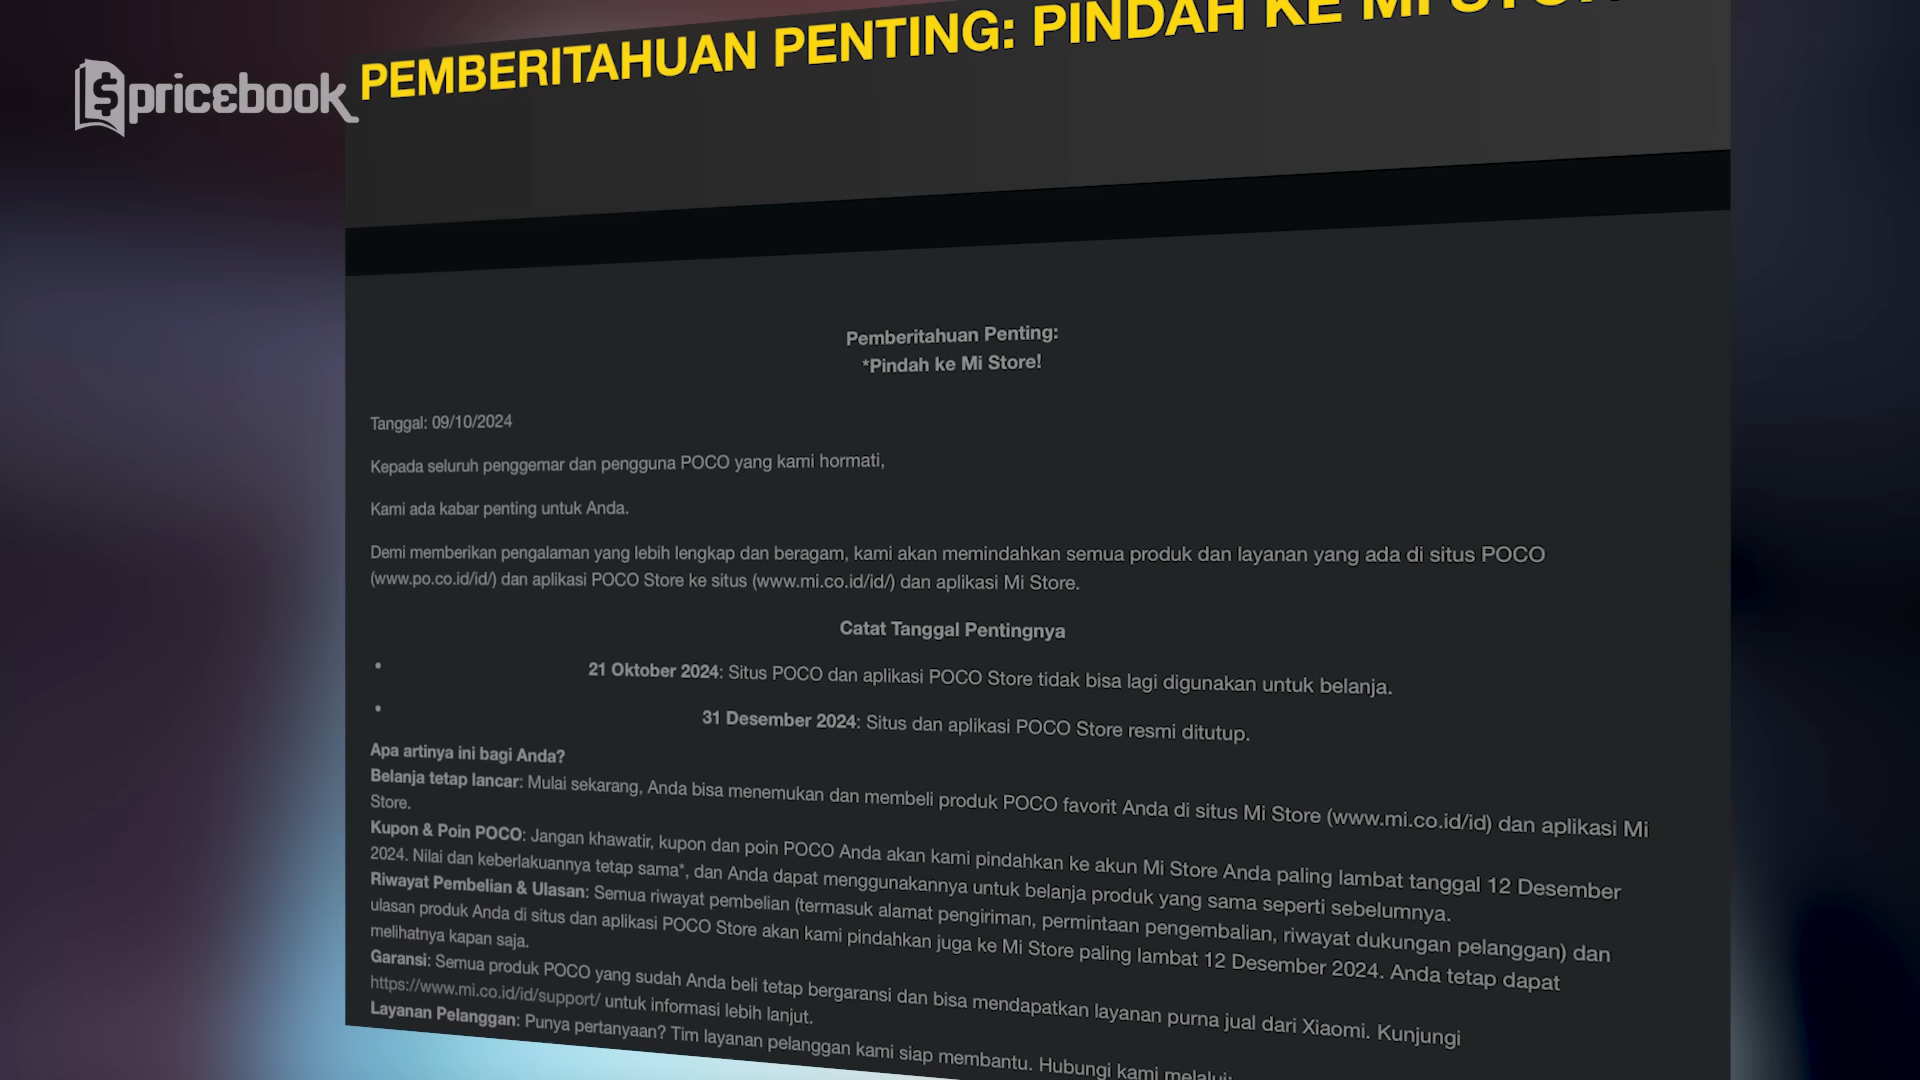 pricebook
PEMBERITAHUAN PENTING: PINDAH KE MI
Pemberitahuan Penting:
*Pindah ke Mi Store!
Tanggal: 09/10/2024
Kepada seluruh penggemar dan pengguna POCO yang kami hormati,
Kami ada kabar penting untuk Anda.
Demi memberikan pengalaman yang lebih lengkap dan beragam, kami akan memindahkan semua produk dan layanan yang ada di situs POCO
(www.po.co.id/id/) dan aplikasi POCO Store ke situs (www.mi.co.id/id/) dan aplikasi Mi Store.
Catat Tanggal Pentingnya
• 21 Oktober 2024: Situs POCO dan aplikasi POCO Store tidak bisa lagi digunakan untuk belanja.
• 31 Desember 2024: Situs dan aplikasi POCO Store resmi ditutup.
Apa artinya ini bagi Anda?
Belanja tetap lancar: Mulai sekarang, Anda bisa menemukan dan membeli produk POCO favorit Anda di situs Mi Store (www.mi.co.id/id) dan aplikasi Mi
Store.
Kupon & Poin POCO: Jangan khawatir, kupon dan poin POCO Anda akan kami pindahkan ke akun Mi Store Anda paling lambat tanggal 12 Desember
2024. Nilai dan keberlakuannya tetap sama*, dan Anda dapat menggunakannya untuk belanja produk yang sama seperti sebelumnya.
Riwayat Pembelian & Ulasan: Semua riwayat pembelian (termasuk alamat pengiriman, permintaan pengembalian, riwayat dukungan pelanggan) dan
ulasan produk Anda di situs dan aplikasi POCO Store akan kami pindahkan juga ke Mi Store paling lambat 12 Desember 2024. Anda tetap dapat
melihatnya kapan saja.
Garansi: Semua produk POCO yang sudah Anda beli tetap bergaransi dan bisa mendapatkan layanan purna jual dari Xiaomi. Kunjungi
https://www.mi.co.id/id/support/ untuk informasi lebih lanjut.
Layanan Pelanggan: Punya pertanyaan? Tim layanan pelanggan kami siap membantu. Hubungi kami melalui: